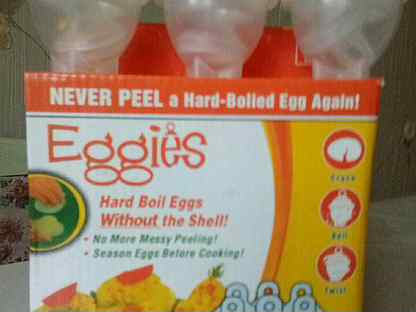 NEVER PEEL a Hard-Boiled Egg Again!
Eggies
Hard Boil Eggs
Without the Shell!
• No More Messy Peeling!
• Season Eggs Before Cooking!
Crack
Boil
Twist